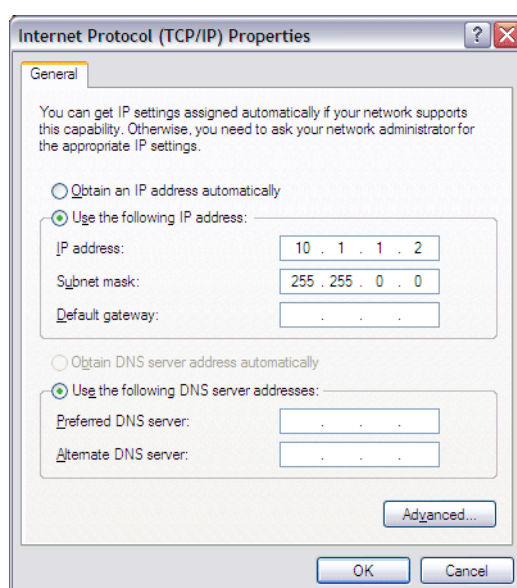 Internet Protocol (TCP/IP) Properties
General
You can get IP settings assigned automatically if your network supports
this capability. Otherwise, you need to ask your network administrator for
the appropriate IP settings.
Obtain an IP address automatically
Use the following IP address:
IP address: 10 . 1 . 1 . 2
Subnet mask: 255 . 255 . 0 . 0
Default gateway: . . .
Obtain DNS server address automatically
Use the following DNS server addresses:
Preferred DNS server: . . .
Alternate DNS server: . . .
Advanced...
OK Cancel